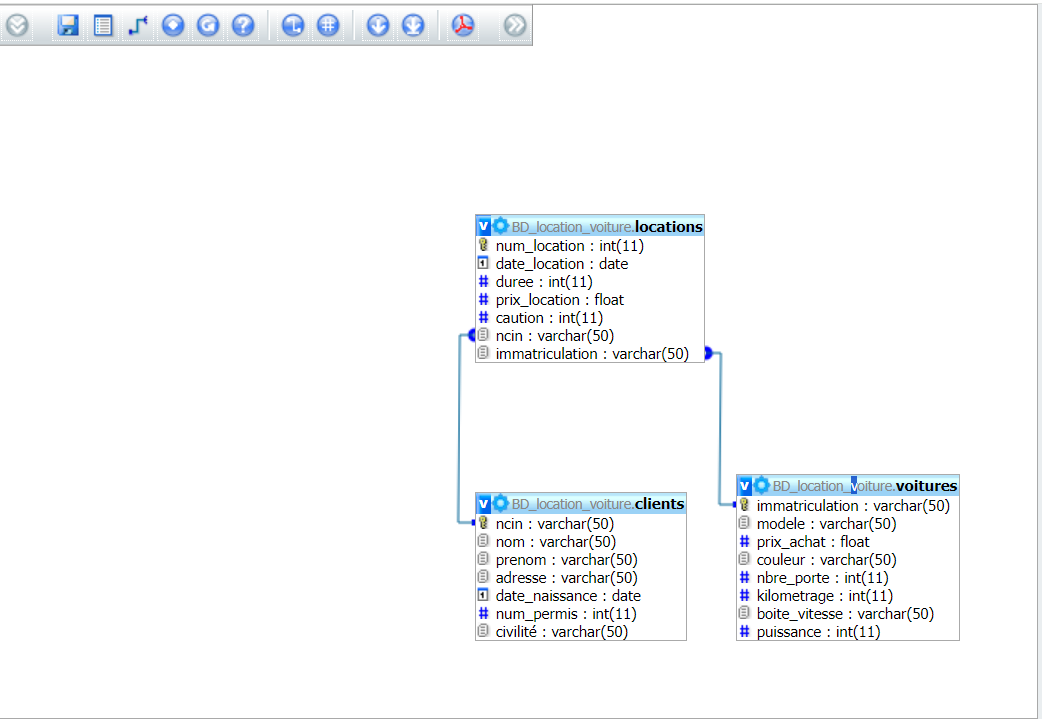 BD_location_voiture.locations
num_location : int(11)
date_location : date
duree : int(11)
prix_location : float
caution : int(11)
ncin : varchar(50)
immatriculation : varchar(50)
BD_location_voiture.clients
ncin : varchar(50)
nom : varchar(50)
prenom : varchar(50)
adresse : varchar(50)
date_naissance : date
num_permis : int(11)
civilité : varchar(50)
BD_location_voiture.voitures
immatriculation : varchar(50)
modele : varchar(50)
prix_achat : float
couleur : varchar(50)
nbre_porte : int(11)
kilometrage : int(11)
boite_vitesse : varchar(50)
puissance : int(11)